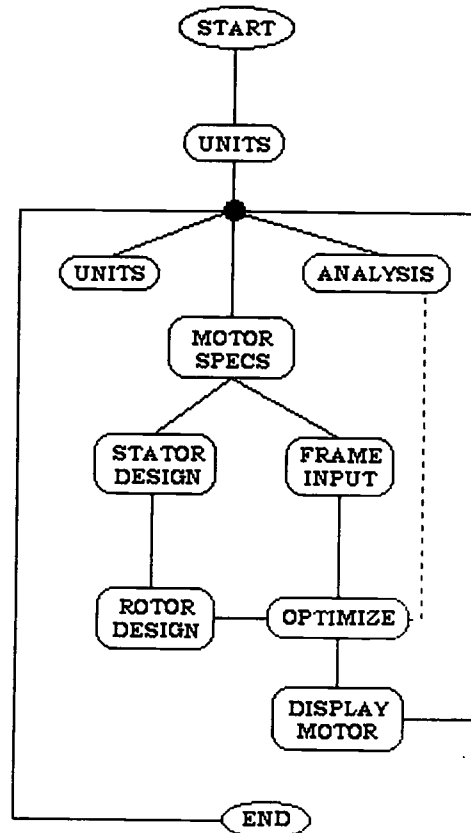 START
UNITS
UNITS
ANALYSIS
MOTOR
SPECS
STATOR
DESIGN
FRAME
INPUT
ROTOR
DESIGN
OPTIMIZE
DISPLAY
MOTOR
END